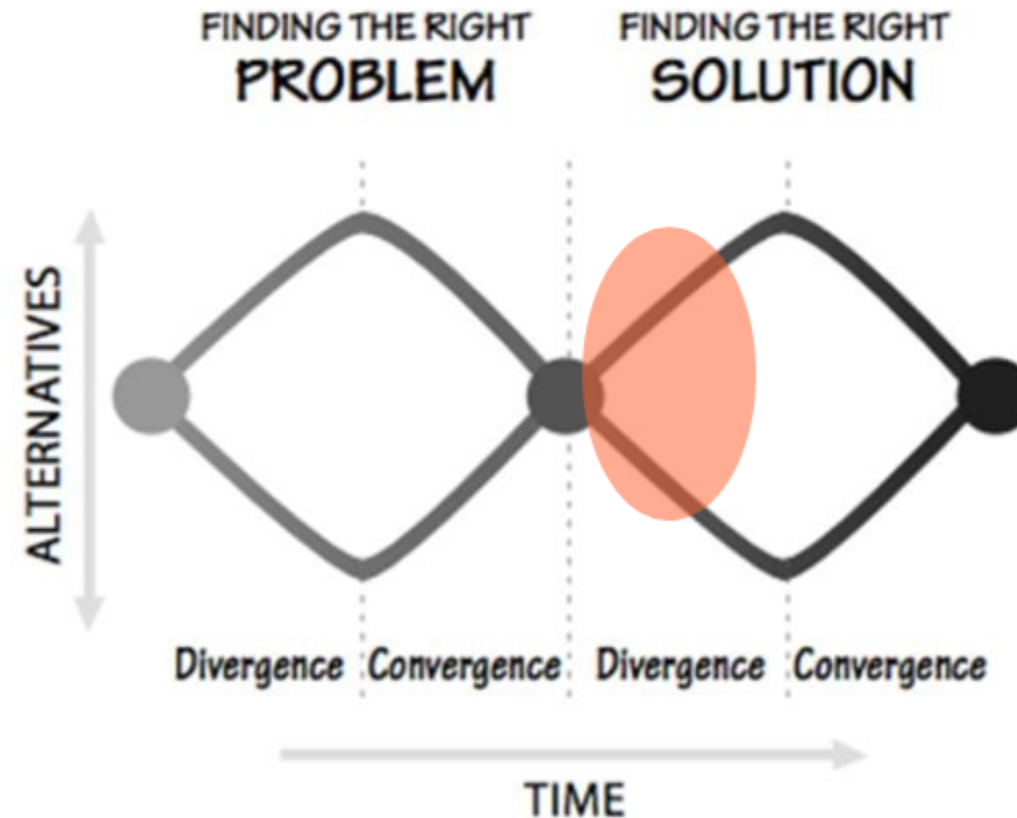 FINDING THE RIGHT
PROBLEM
FINDING THE RIGHT
SOLUTION
ALTERNATIVES
Divergence
Convergence
Divergence
Convergence
TIME